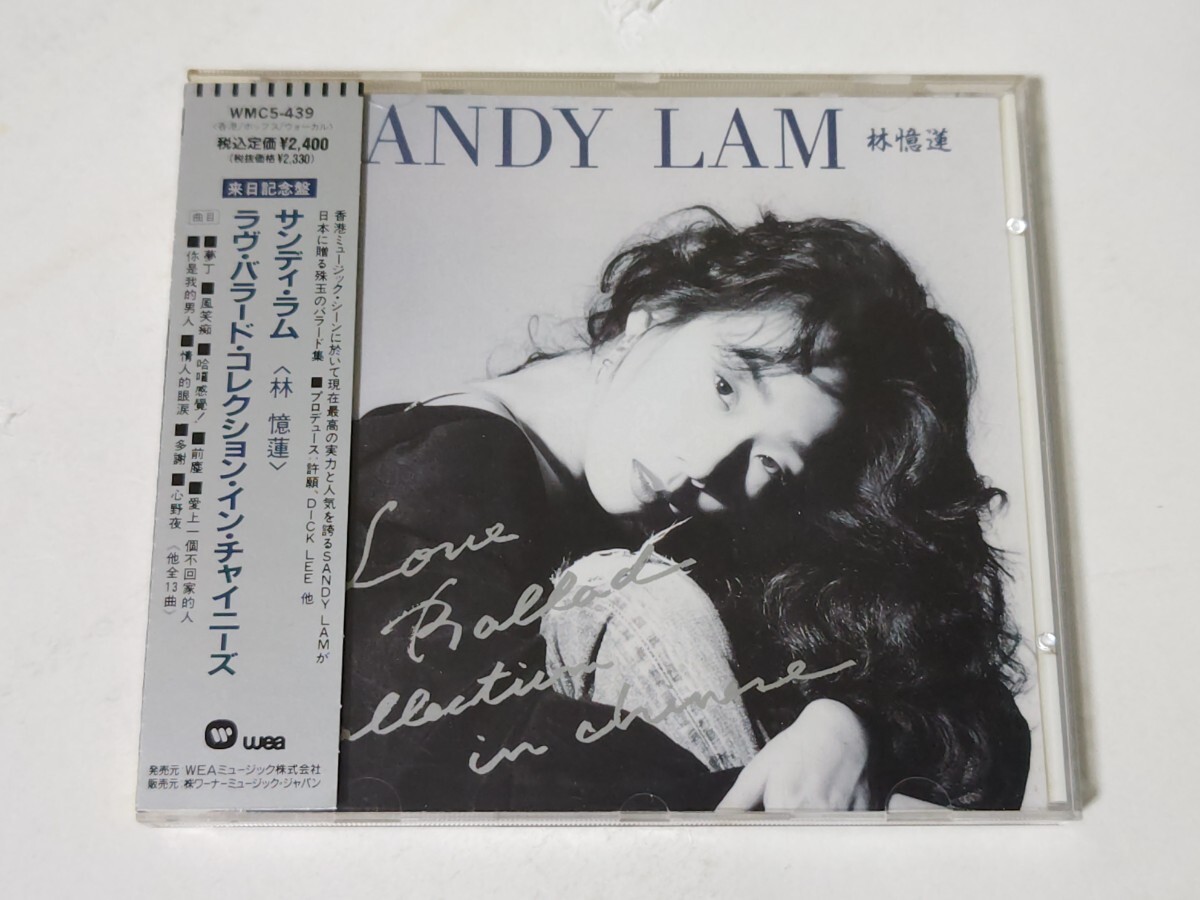 WMC5-439
〈香港/ポップス/ヴォーカル〉
税込定価¥2,400
(税抜価格¥2,330)
来日記念盤
香港ミュージック・シーンに於いて現在最高の実力と人気を誇るSANDY LAMが
日本に贈る珠玉のバラード集 ■プロデュース:許願、DICK LEE 他
サンディ・ラム〈林 憶蓮〉
ラヴ・バラード・コレクション・イン・チャイニーズ
曲目
■夢了 ■風笑痴 ■哈囉感覺! ■前塵 ■愛上一個不回家的人
■你是我的男人 ■情人的眼涙 ■多謝 ■心野夜 《他全13曲》
wea
発売元 WEAミュージック株式会社
販売元 ㈱ワーナーミュージック・ジャパン
ANDY LAM 林憶蓮
Love
Ballad
llection
in chinese